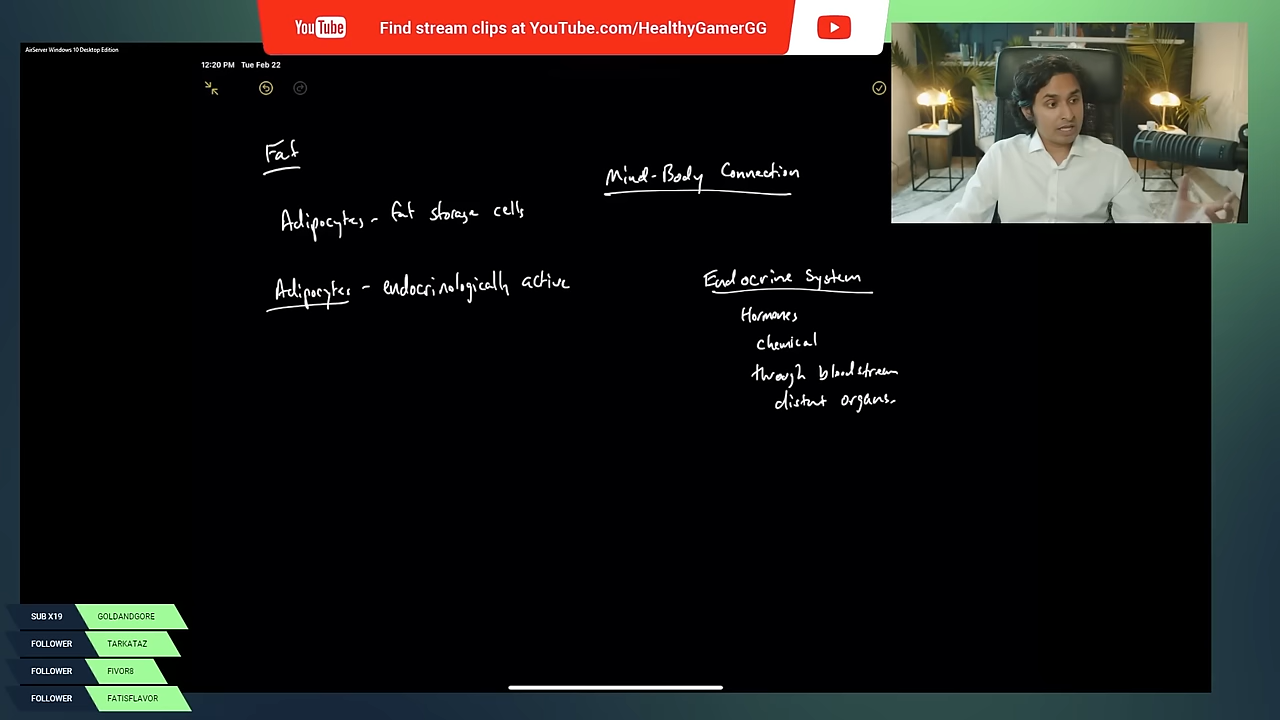 YouTube
Find stream clips at YouTube.com/HealthyGamerGG
AirServer Windows 10 Desktop Edition
12:20 PM Tue Feb 22
Fat
Mind-Body Connection
Adipocytes - fat storage cells
Adipocytes - endocrinologically active
Endocrine System
Hormones
chemical
through bloodstream
distant organs.
SUB X19 GOLDANDGORE
FOLLOWER TARKATAZ
FOLLOWER FIVOR8
FOLLOWER FATISFLAVOR